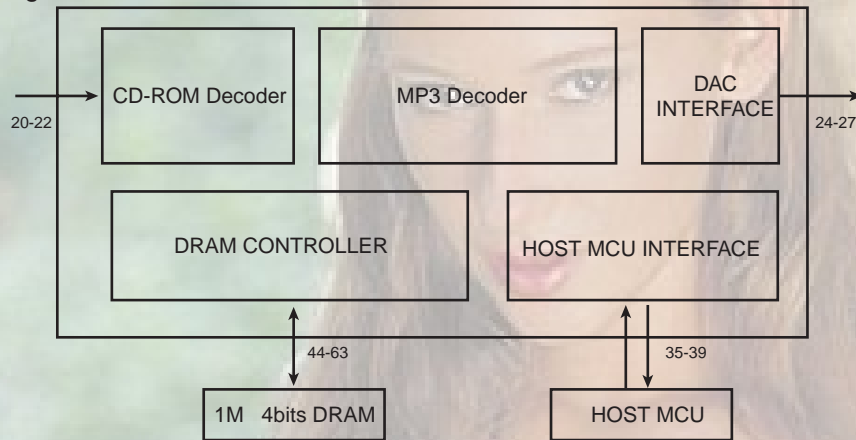 CD-ROM Decoder
MP3 Decoder
DAC
INTERFACE
20-22
24-27
DRAM CONTROLLER
HOST MCU INTERFACE
44-63
35-39
1M 4bits DRAM
HOST MCU